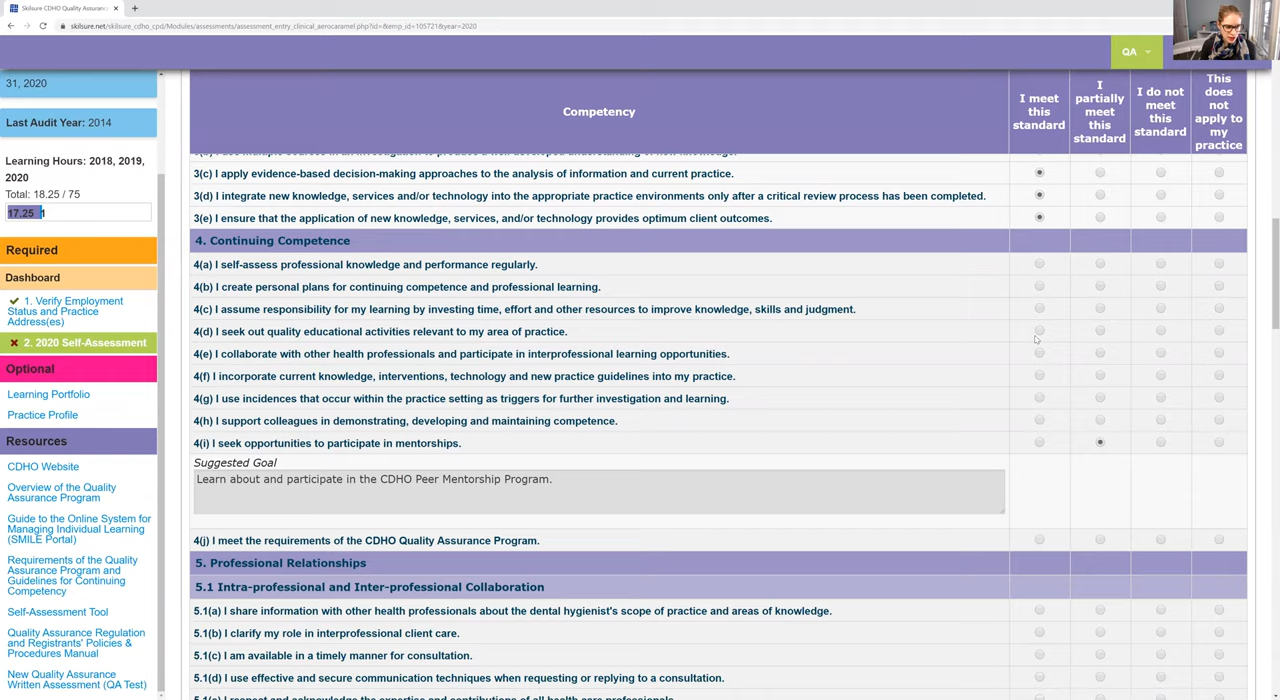 Skilsure CDHO Quality Assuranc
skilsure.net/skilsure_cdho_cpd/Modules/assessments/assessment_entry_clinical_aerocaramel.php?id=&emp_id=105721&year=2020
QA
31, 2020
Last Audit Year: 2014
Learning Hours: 2018, 2019,
2020
Total: 18.25 / 75
17.25 1
Required
Dashboard
1. Verify Employment
Status and Practice
Address(es)
2. 2020 Self-Assessment
Optional
Learning Portfolio
Practice Profile
Resources
CDHO Website
Overview of the Quality
Assurance Program
Guide to the Online System for
Managing Individual Learning
(SMILE Portal)
Requirements of the Quality
Assurance Program and
Guidelines for Continuing
Competency
Self-Assessment Tool
Quality Assurance Regulation
and Registrants' Policies &
Procedures Manual
New Quality Assurance
Written Assessment (QA Test)
Competency
I meet
this
standard
I
partially
meet
this
standard
I do not
meet
this
standard
This
does
not
apply to
my
practice
3(c) I apply evidence-based decision-making approaches to the analysis of information and current practice.
3(d) I integrate new knowledge, services and/or technology into the appropriate practice environments only after a critical review process has been completed.
3(e) I ensure that the application of new knowledge, services, and/or technology provides optimum client outcomes.
4. Continuing Competence
4(a) I self-assess professional knowledge and performance regularly.
4(b) I create personal plans for continuing competence and professional learning.
4(c) I assume responsibility for my learning by investing time, effort and other resources to improve knowledge, skills and judgment.
4(d) I seek out quality educational activities relevant to my area of practice.
4(e) I collaborate with other health professionals and participate in interprofessional learning opportunities.
4(f) I incorporate current knowledge, interventions, technology and new practice guidelines into my practice.
4(g) I use incidences that occur within the practice setting as triggers for further investigation and learning.
4(h) I support colleagues in demonstrating, developing and maintaining competence.
4(i) I seek opportunities to participate in mentorships.
Suggested Goal
Learn about and participate in the CDHO Peer Mentorship Program.
4(j) I meet the requirements of the CDHO Quality Assurance Program.
5. Professional Relationships
5.1 Intra-professional and Inter-professional Collaboration
5.1(a) I share information with other health professionals about the dental hygienist's scope of practice and areas of knowledge.
5.1(b) I clarify my role in interprofessional client care.
5.1(c) I am available in a timely manner for consultation.
5.1(d) I use effective and secure communication techniques when requesting or replying to a consultation.